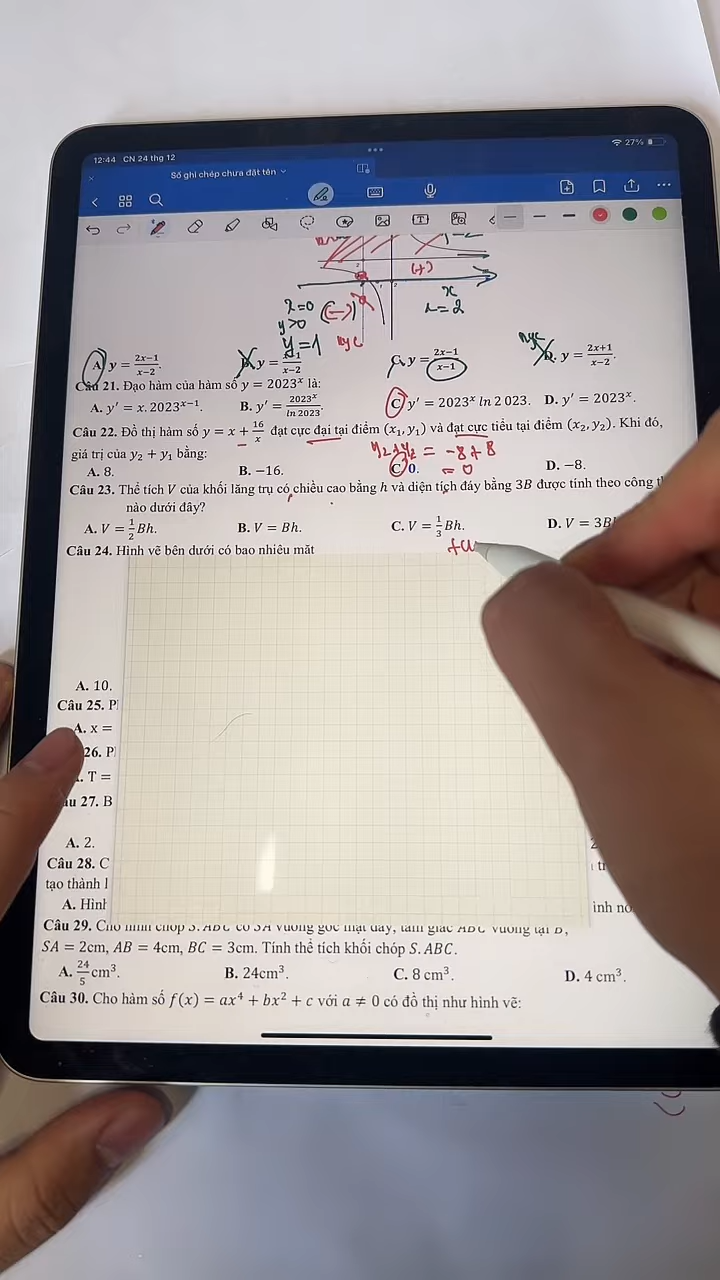 12:44 CN 24 thg 12
27%
Sổ ghi chép chưa đặt tên
x=0
y>0
(-)
(+)
x
x=2
y=1
A. y = (2x−1)/(x−2).
y = /(x−2)
y = (2x−1)/(x−1)
y = (2x+1)/(x−2).
Câu 21. Đạo hàm của hàm số y = 2023^x là:
A. y′ = x.2023^(x−1).
B. y′ = 2023^x/ln 2023.
C. y′ = 2023^x ln 2023.
D. y′ = 2023^x.
Câu 22. Đồ thị hàm số y = x + 16/x đạt cực đại tại điểm (x₁, y₁) và đạt cực tiểu tại điểm (x₂, y₂). Khi đó,
giá trị của y₂ + y₁ bằng:
= -8+8
= 0
A. 8.
B. −16.
C. 0.
D. −8.
Câu 23. Thể tích V của khối lăng trụ có chiều cao bằng h và diện tích đáy bằng 3B được tính theo công
nào dưới đây?
A. V = 1/2 Bh.
B. V = Bh.
C. V = 1/3 Bh.
D. V = 3B
Câu 24. Hình vẽ bên dưới có bao nhiêu mặt
A. 10.
Câu 25. P
A. x =
26. P
T =
27. B
A. 2.
Câu 28. C
tạo thành
A. Hình
Câu 29. Cho hình chóp S.ABC có SA vuông góc mặt đáy, tam giác ABC vuông tại B,
SA = 2cm, AB = 4cm, BC = 3cm. Tính thể tích khối chóp S.ABC.
A. 24/5 cm³.
B. 24cm³.
C. 8 cm³.
D. 4 cm³.
Câu 30. Cho hàm số f(x) = ax⁴ + bx² + c với a ≠ 0 có đồ thị như hình vẽ: